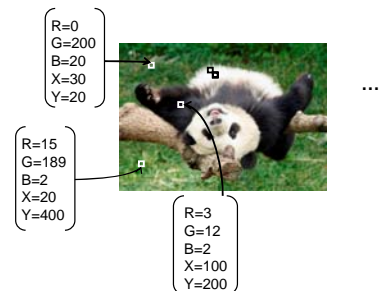 R=0
G=200
B=20
X=30
Y=20
...
R=15
G=189
B=2
X=20
Y=400
R=3
G=12
B=2
X=100
Y=200